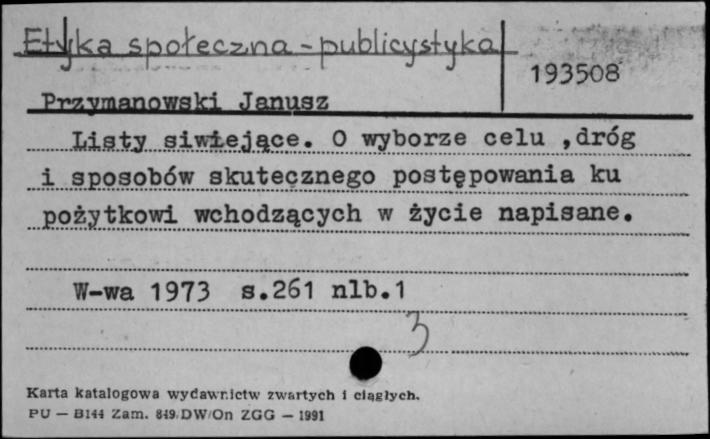 Etyka społeczna - publicystyka
193508
Przymanowski Janusz
Listy siwiejące. O wyborze celu ,dróg
i sposobów skutecznego postępowania ku
pożytkowi wchodzących w życie napisane.
W-wa 1973 s.261 nlb.1
3
Karta katalogowa wydawnictw zwartych i ciągłych.
PU — B144 Zam. 849/DW/On ZGG — 1991